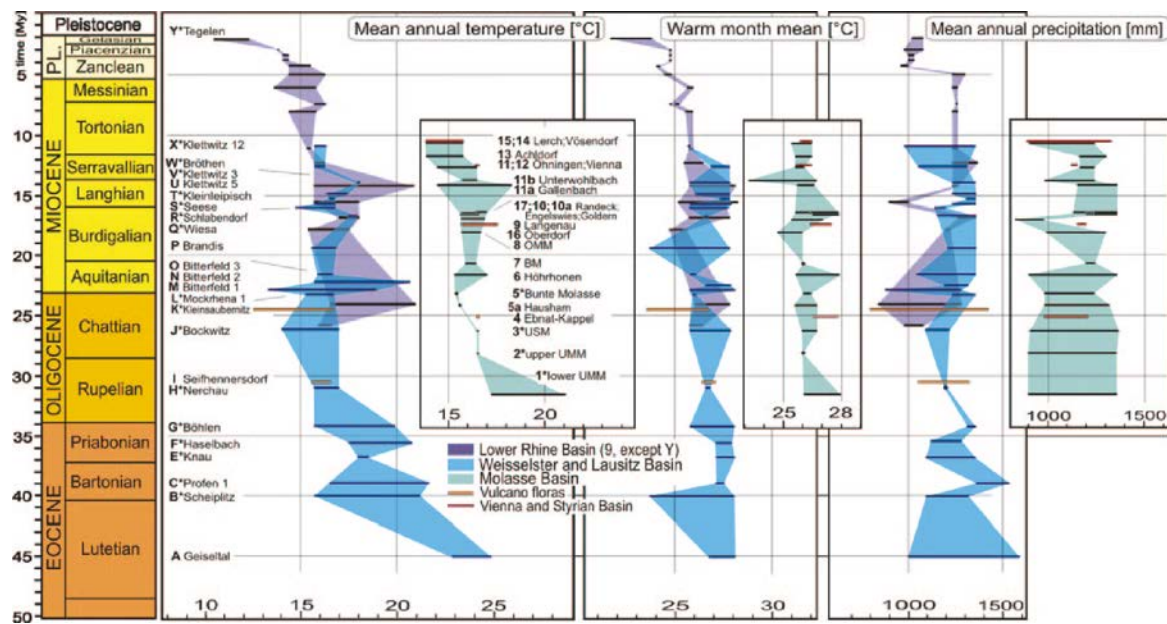 Pleistocene
time [My]
PL.
Gelasian
Piacenzian
Zanclean
Messinian
Tortonian
Serravallian
Langhian
Burdigalian
Aquitanian
MIOCENE
Chattian
Rupelian
OLIGOCENE
Priabonian
Bartonian
Lutetian
EOCENE
5
10
15
20
25
30
35
40
45
50
Mean annual temperature [°C]
Warm month mean [°C]
Mean annual precipitation [mm]
Y* Tegelen
X* Klettwitz 12
W* Bröthen
V* Klettwitz 3
U Klettwitz 5
T* Kleinleipisch
S* Seese
R* Schlabendorf
Q* Wiesa
P Brandis
O Bitterfeld 3
N Bitterfeld 2
M Bitterfeld 1
L* Mockrhena 1
K* Kleinsaubernitz
J* Bockwitz
I Seifhennersdorf
H* Nerchau
G* Böhlen
F* Haselbach
E* Knau
C* Profen 1
B* Scheiplitz
A Geiseltal
15;14 Lerch;Vösendorf
13 Achldorf
11;12 Öhningen;Vienna
11b Unterwohlbach
11a Gallenbach
17;10; 10a Randeck;
Engelswies;Goldern
9 Langenau
16 Oberdorf
8 OMM
7 BM
6 Höhrhonen
5* Bunte Molasse
5a Hausham
4 Ebnat-Kappel
3* USM
2* upper UMM
1* lower UMM
15 20
25 28
1000 1500
Lower Rhine Basin (9, except Y)
Weisselster and Lausitz Basin
Molasse Basin
Vulcano floras
Vienna and Styrian Basin
10 15 20 25
25 30
1000 1500